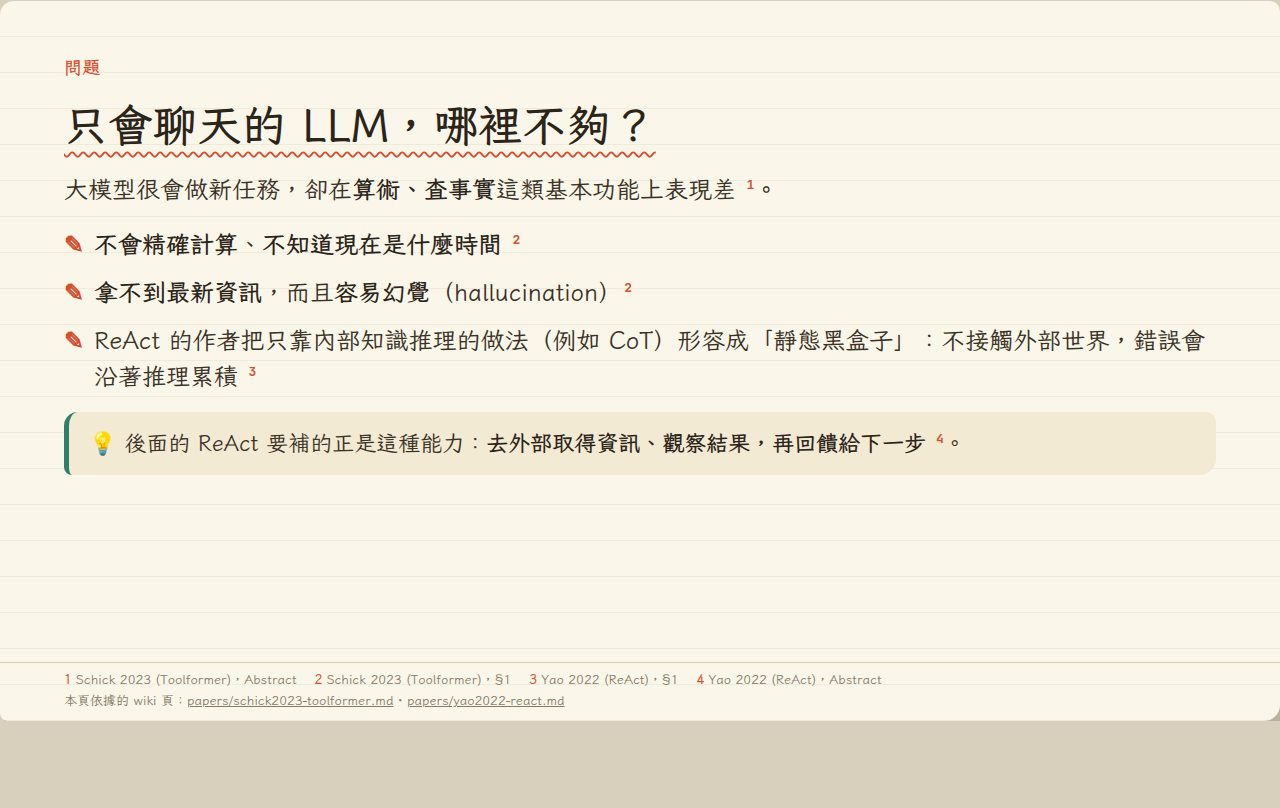 問題
只會聊天的 LLM，哪裡不夠？
大模型很會做新任務，卻在算術、查事實這類基本功能上表現差 1。
✎ 不會精確計算、不知道現在是什麼時間 2
✎ 拿不到最新資訊，而且容易幻覺（hallucination）2
✎ ReAct 的作者把只靠內部知識推理的做法（例如 CoT）形容成「靜態黑盒子」：不接觸外部世界，錯誤會
沿著推理累積 3
💡 後面的 ReAct 要補的正是這種能力：去外部取得資訊、觀察結果，再回饋給下一步 4。
1 Schick 2023 (Toolformer)，Abstract 2 Schick 2023 (Toolformer)，§1 3 Yao 2022 (ReAct)，§1 4 Yao 2022 (ReAct)，Abstract
本頁依據的 wiki 頁：papers/schick2023-toolformer.md・papers/yao2022-react.md